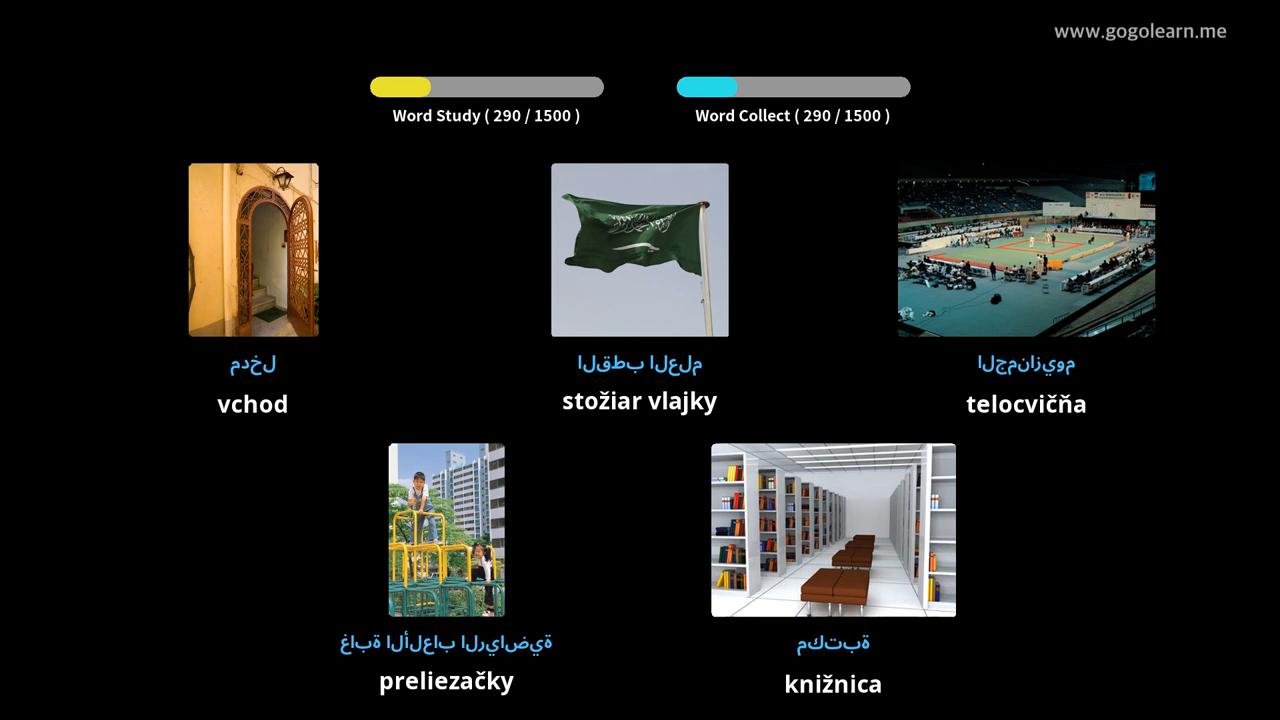 www.gogolearn.me
Word Study ( 290 / 1500 )
Word Collect ( 290 / 1500 )
مدخل
القطب العلم
الجمنازيوم
vchod
stožiar vlajky
telocvičňa
غابة الألعاب الرياضية
مكتبة
preliezačky
knižnica